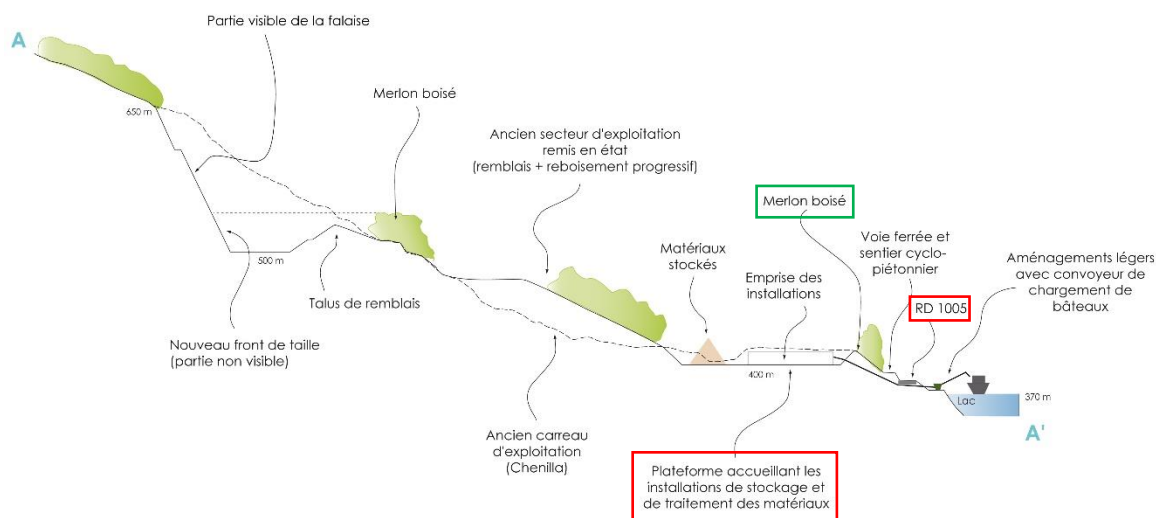 Partie visible de la falaise
A
650 m
Merlon boisé
Ancien secteur d'exploitation
remis en état
(remblais + reboisement progressif)
Merlon boisé
Voie ferrée et
sentier cyclo-
piétonnier
Aménagements légers
avec convoyeur de
chargement de
bâteaux
Matériaux
stockés
Emprise des
installations
RD 1005
500 m
Talus de remblais
Nouveau front de taille
(partie non visible)
400 m
Lac
370 m
A'
Ancien carreau
d'exploitation
(Chenilla)
Plateforme accueillant les
installations de stockage et
de traitement des matériaux